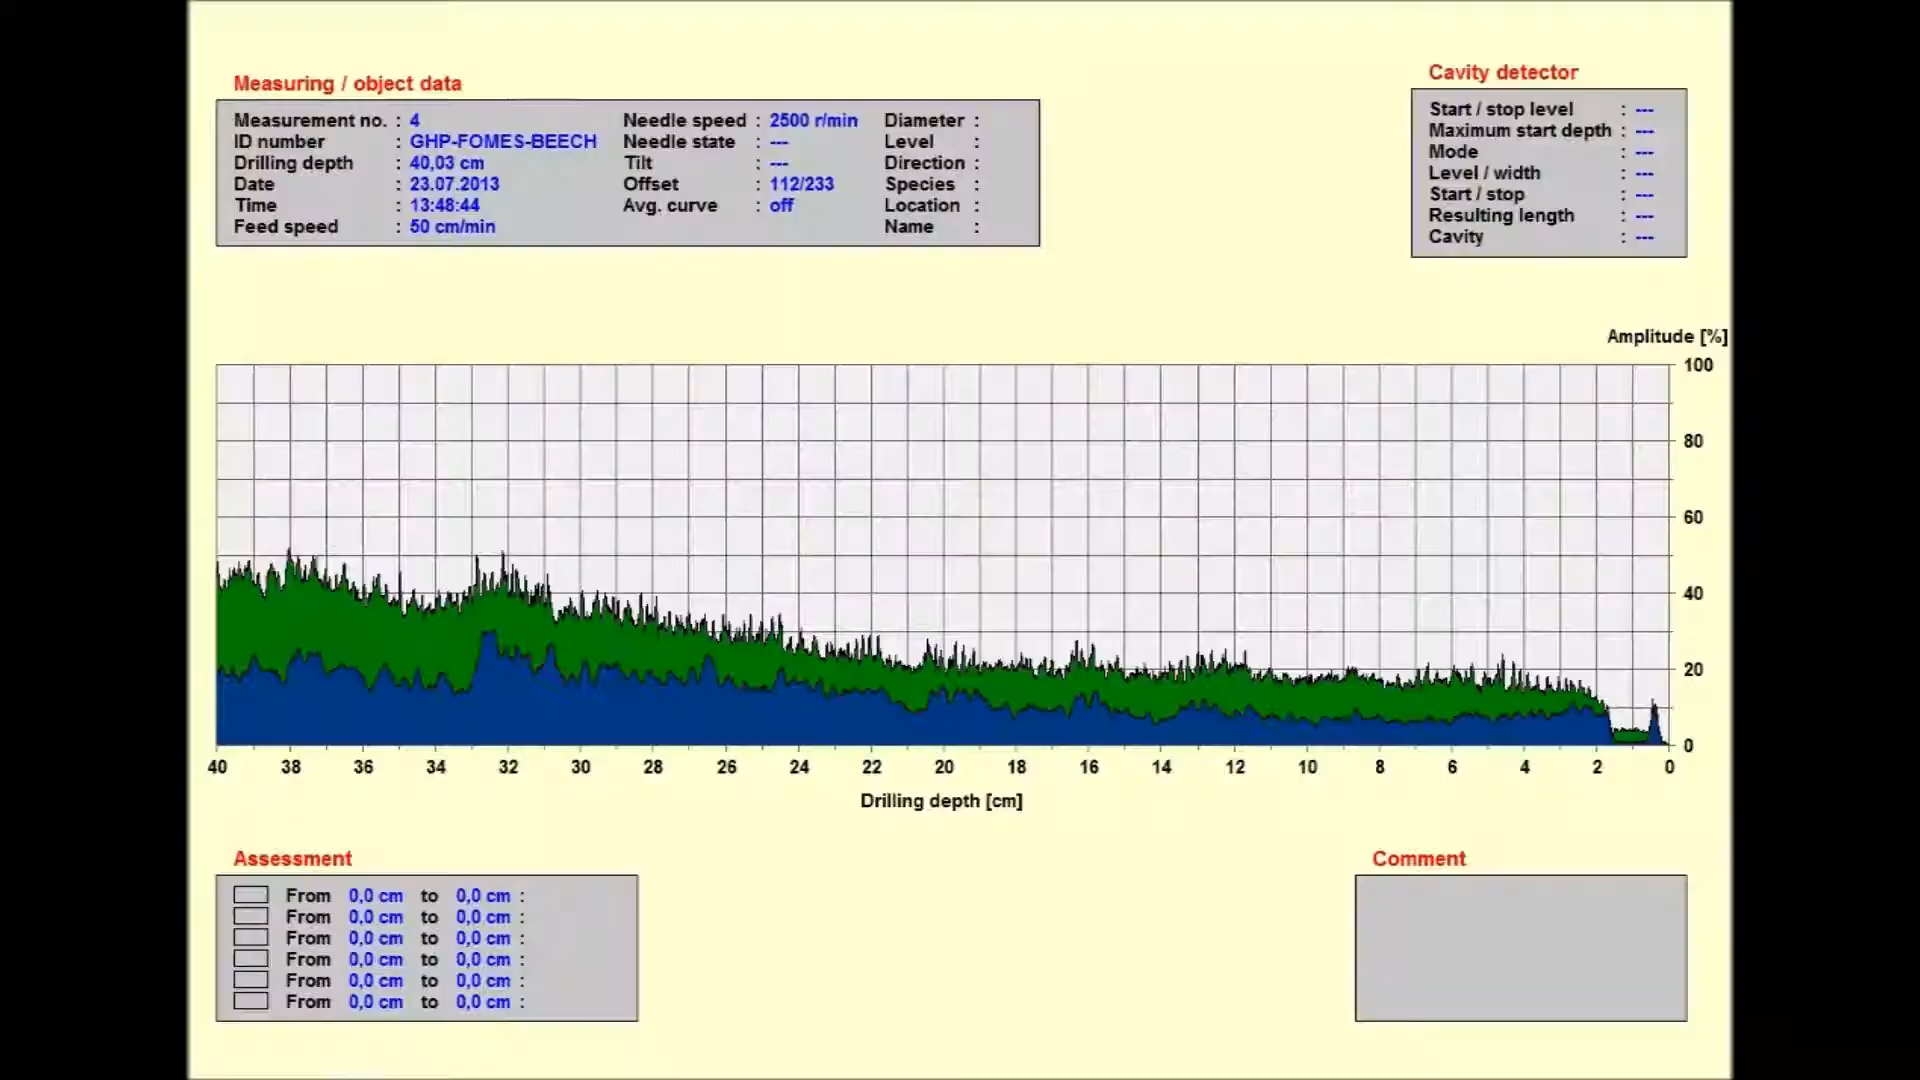 Measuring / object data
Measurement no. : 4
ID number : GHP-FOMES-BEECH
Drilling depth : 40,03 cm
Date : 23.07.2013
Time : 13:48:44
Feed speed : 50 cm/min
Needle speed : 2500 r/min
Needle state : ---
Tilt : ---
Offset : 112/233
Avg. curve : off
Diameter :
Level :
Direction :
Species :
Location :
Name :
Cavity detector
Start / stop level : ---
Maximum start depth : ---
Mode : ---
Level / width : ---
Start / stop : ---
Resulting length : ---
Cavity : ---
Amplitude [%]
100
80
60
40
20
0
40 38 36 34 32 30 28 26 24 22 20 18 16 14 12 10 8 6 4 2 0
Drilling depth [cm]
Assessment
From 0,0 cm to 0,0 cm :
From 0,0 cm to 0,0 cm :
From 0,0 cm to 0,0 cm :
From 0,0 cm to 0,0 cm :
From 0,0 cm to 0,0 cm :
From 0,0 cm to 0,0 cm :
Comment